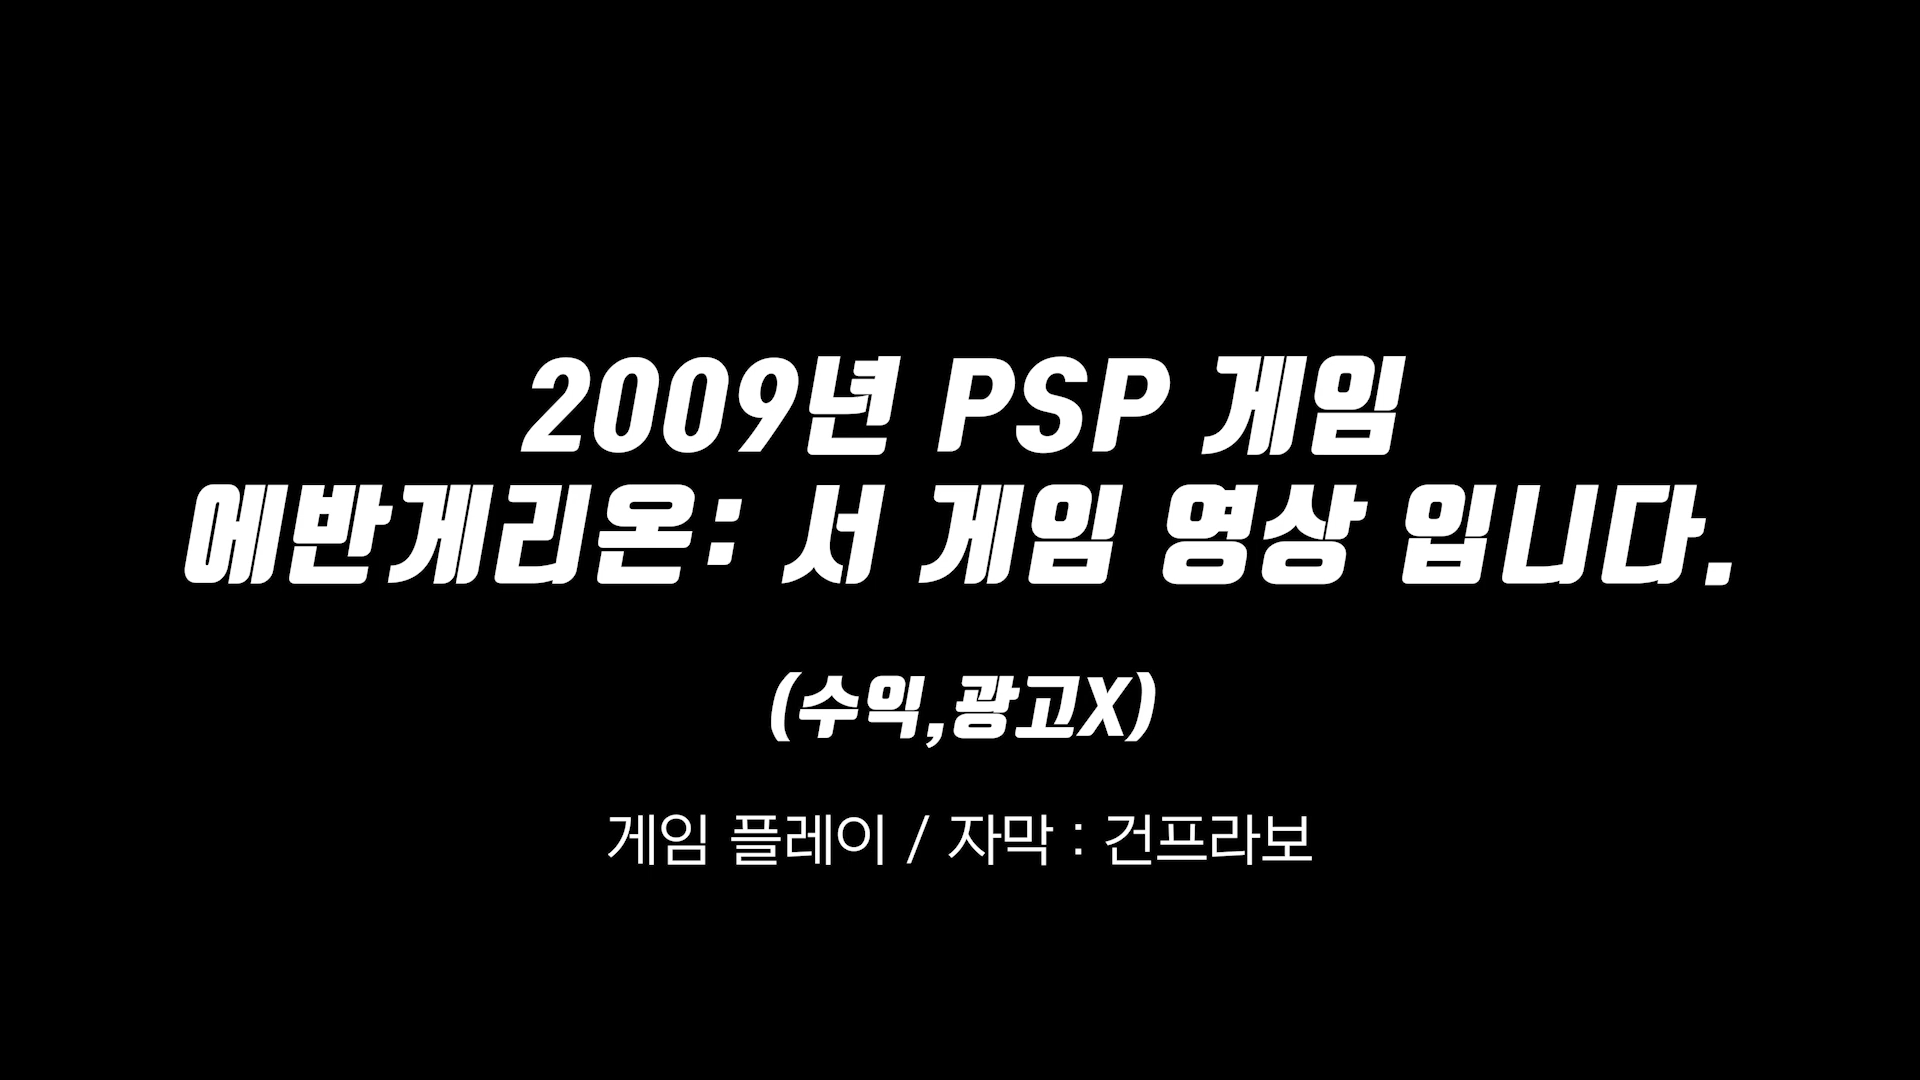 2009년 PSP 게임
에반게리온: 서 게임 영상 입니다.
(수익,광고X)
게임 플레이 / 자막 : 건프라보